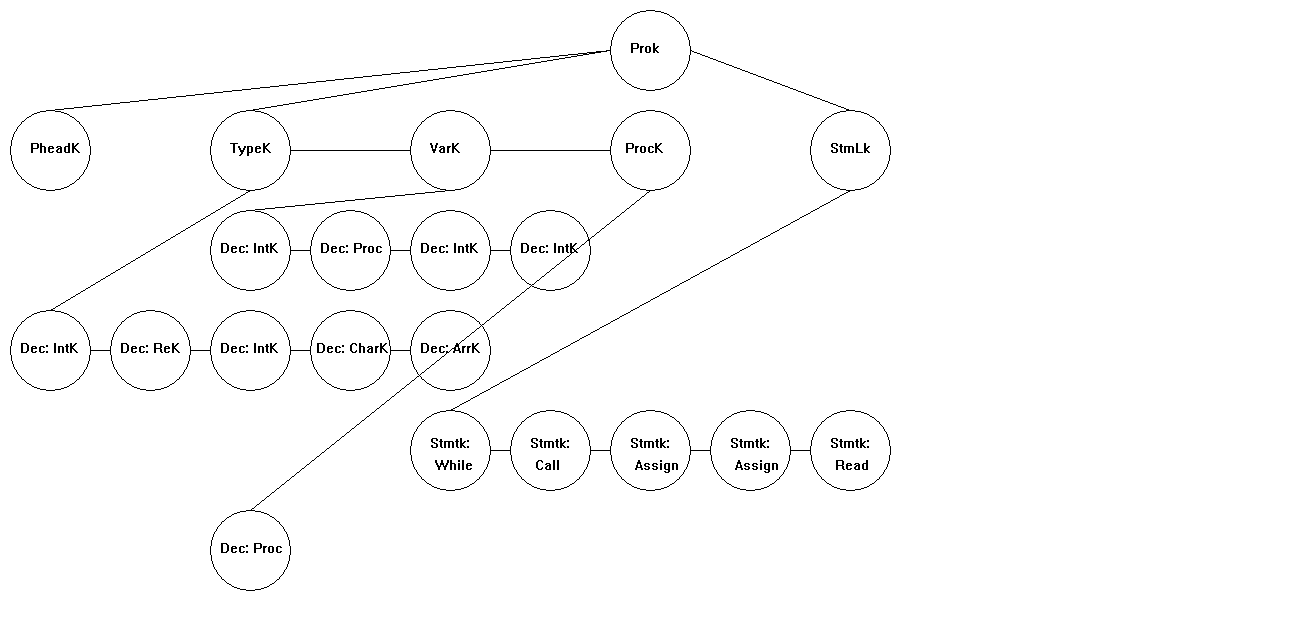 Prok
PheadK
TypeK
VarK
ProcK
StmLk
Dec: IntK
Dec: Proc
Dec: IntK
Dec: IntK
Dec: IntK
Dec: ReK
Dec: IntK
Dec: CharK
Dec: ArrK
Stmtk:
While
Stmtk:
Call
Stmtk:
Assign
Stmtk:
Assign
Stmtk:
Read
Dec: Proc